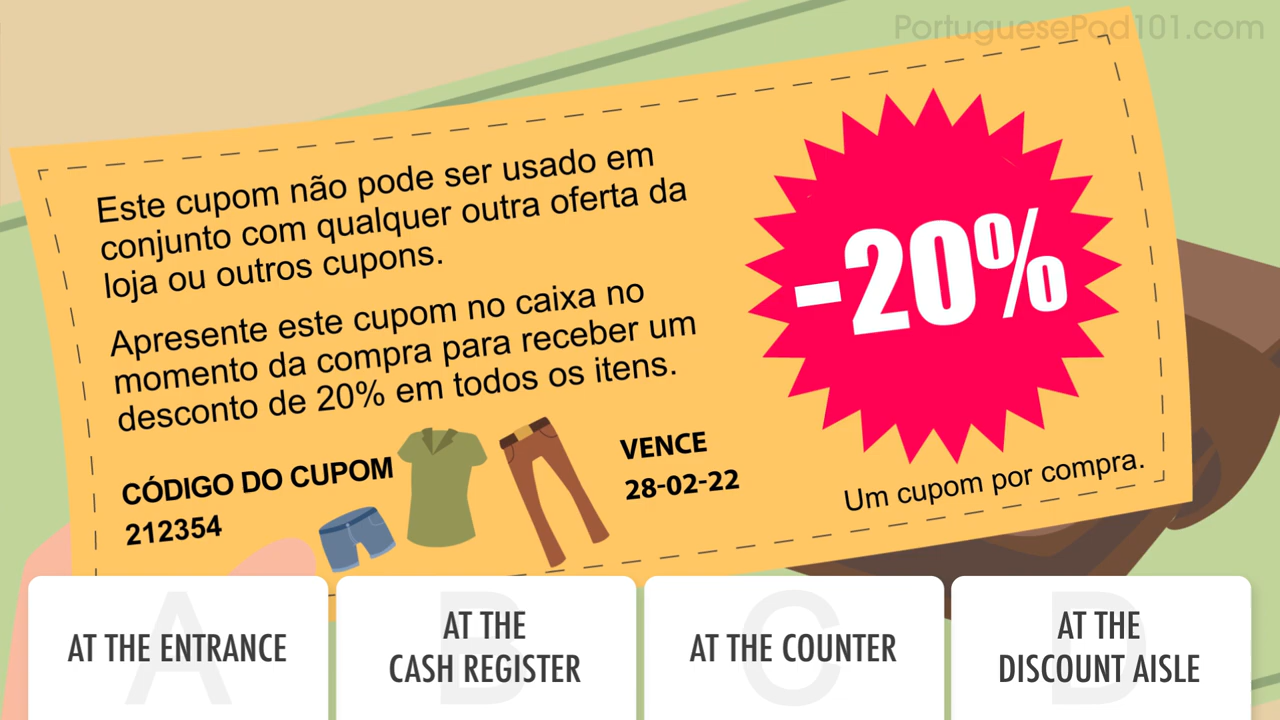 PortuguesePod101.com
Este cupom não pode ser usado em
conjunto com qualquer outra oferta da
loja ou outros cupons.
Apresente este cupom no caixa no
momento da compra para receber um
desconto de 20% em todos os itens.
CÓDIGO DO CUPOM
212354
VENCE
28-02-22
-20%
Um cupom por compra.
A
AT THE ENTRANCE
B
AT THE
CASH REGISTER
C
AT THE COUNTER
D
AT THE
DISCOUNT AISLE